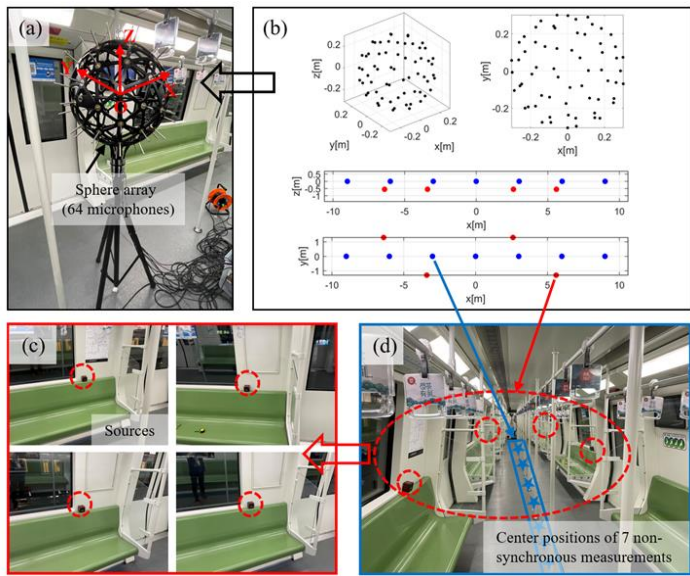 (a)
Z
Y
X
O
Sphere array
(64 microphones)
(b)
z[m]
0.2
0
-0.2
0.2
0
-0.2
y[m]
-0.2
0
0.2
x[m]
y[m]
0.2
0
-0.2
-0.2
0
0.2
x[m]
z[m]
0.5
0
-0.5
-1
-10
-5
0
5
10
x[m]
y[m]
1
0
-1
-10
-5
0
5
10
x[m]
(c)
Sources
(d)
Center positions of 7 non-
synchronous measurements